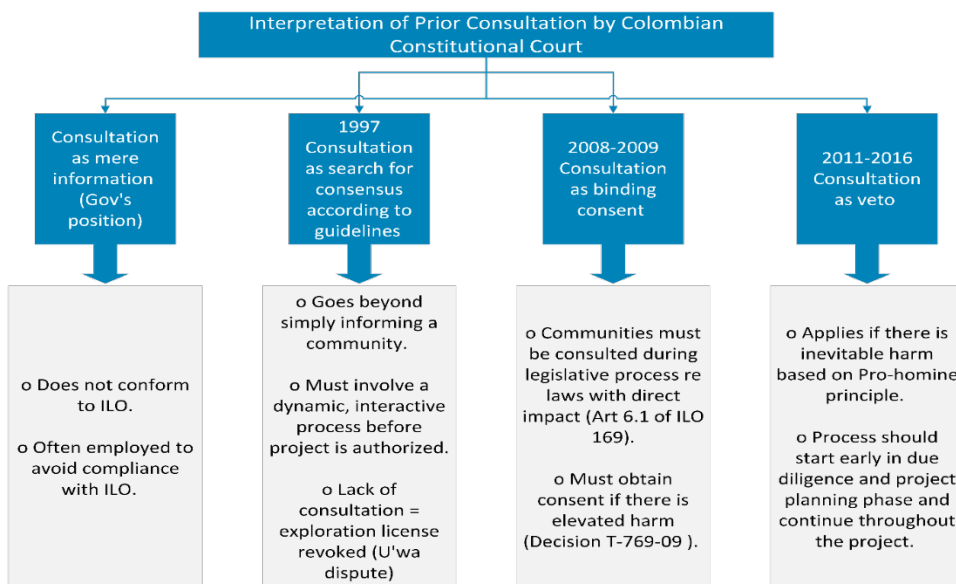 Interpretation of Prior Consultation by Colombian
Constitutional Court
Consultation
as mere
information
(Gov's
position)
1997
Consultation
as search for
consensus
according to
guidelines
2008-2009
Consultation
as binding
consent
2011-2016
Consultation
as veto
o Does not conform
to ILO.
o Often employed to
avoid compliance
with ILO.
o Goes beyond
simply informing a
community.
o Must involve a
dynamic, interactive
process before
project is authorized.
o Lack of
consultation =
exploration license
revoked (U'wa
dispute)
o Communities must
be consulted during
legislative process re
laws with direct
impact (Art 6.1 of ILO
169).
o Must obtain
consent if there is
elevated harm
(Decision T-769-09 ).
o Applies if there is
inevitable harm
based on Pro-homine
principle.
o Process should
start early in due
diligence and project
planning phase and
continue throughout
the project.